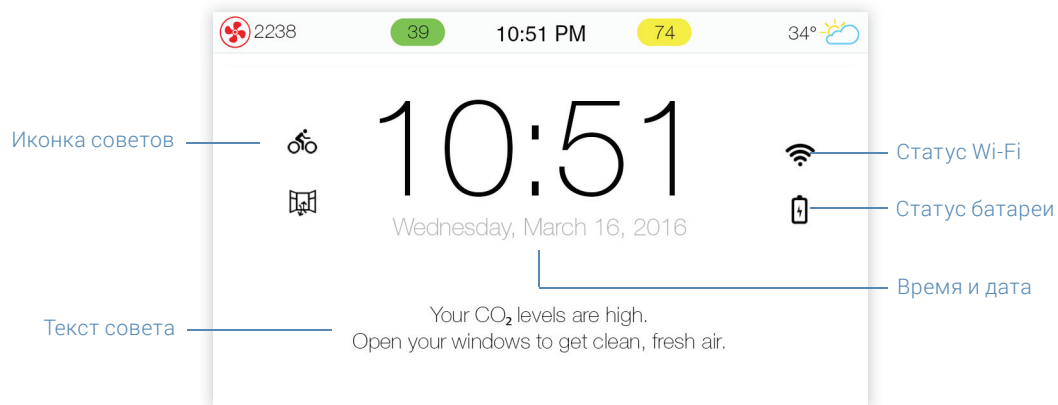 2238
39
10:51 PM
74
34°
Иконка советов
10:51
Статус Wi-Fi
Статус батареи
Wednesday, March 16, 2016
Время и дата
Текст совета
Your CO₂ levels are high.
Open your windows to get clean, fresh air.